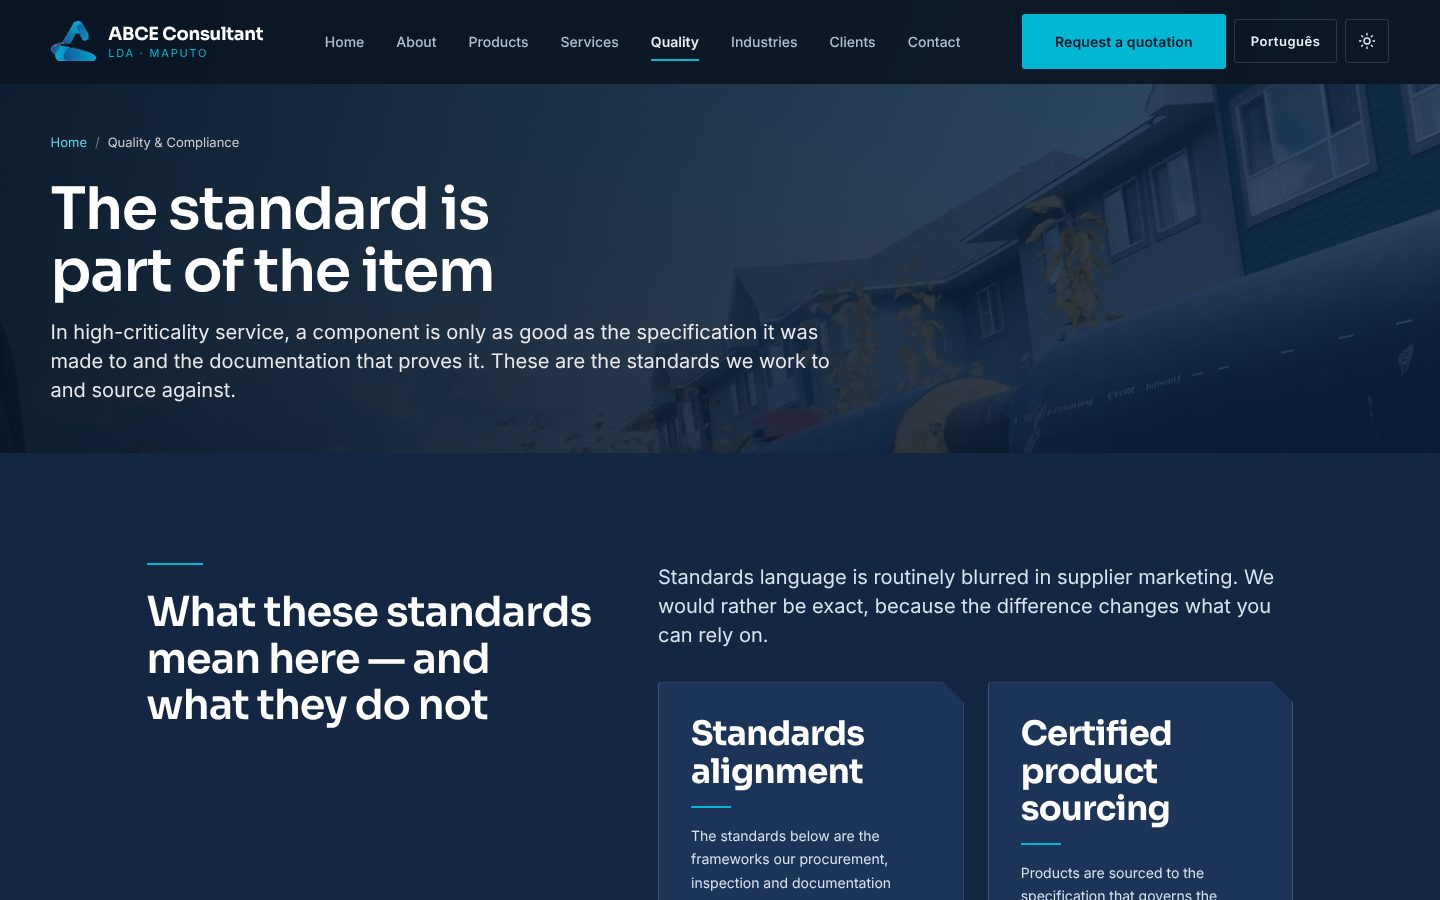 ABCE Consultant
LDA · MAPUTO
Home
About
Products
Services
Quality
Industries
Clients
Contact
Request a quotation
Português
Home / Quality & Compliance
The standard is
part of the item
In high-criticality service, a component is only as good as the specification it was
made to and the documentation that proves it. These are the standards we work to
and source against.
What these standards
mean here — and
what they do not
Standards language is routinely blurred in supplier marketing. We
would rather be exact, because the difference changes what you
can rely on.
Standards
alignment
The standards below are the
frameworks our procurement,
inspection and documentation
Certified
product
sourcing
Products are sourced to the
specification that governs the